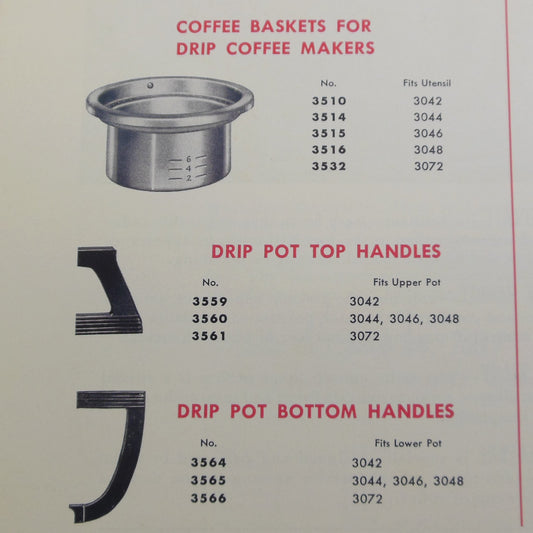 COFFEE BASKETS FOR
DRIP COFFEE MAKERS
No. Fits Utensil
3510 3042
3514 3044
3515 3046
3516 3048
3532 3072
6
4
2
DRIP POT TOP HANDLES
No. Fits Upper Pot
3559 3042
3560 3044, 3046, 3048
3561 3072
DRIP POT BOTTOM HANDLES
No. Fits Lower Pot
3564 3042
3565 3044, 3046, 3048
3566 3072